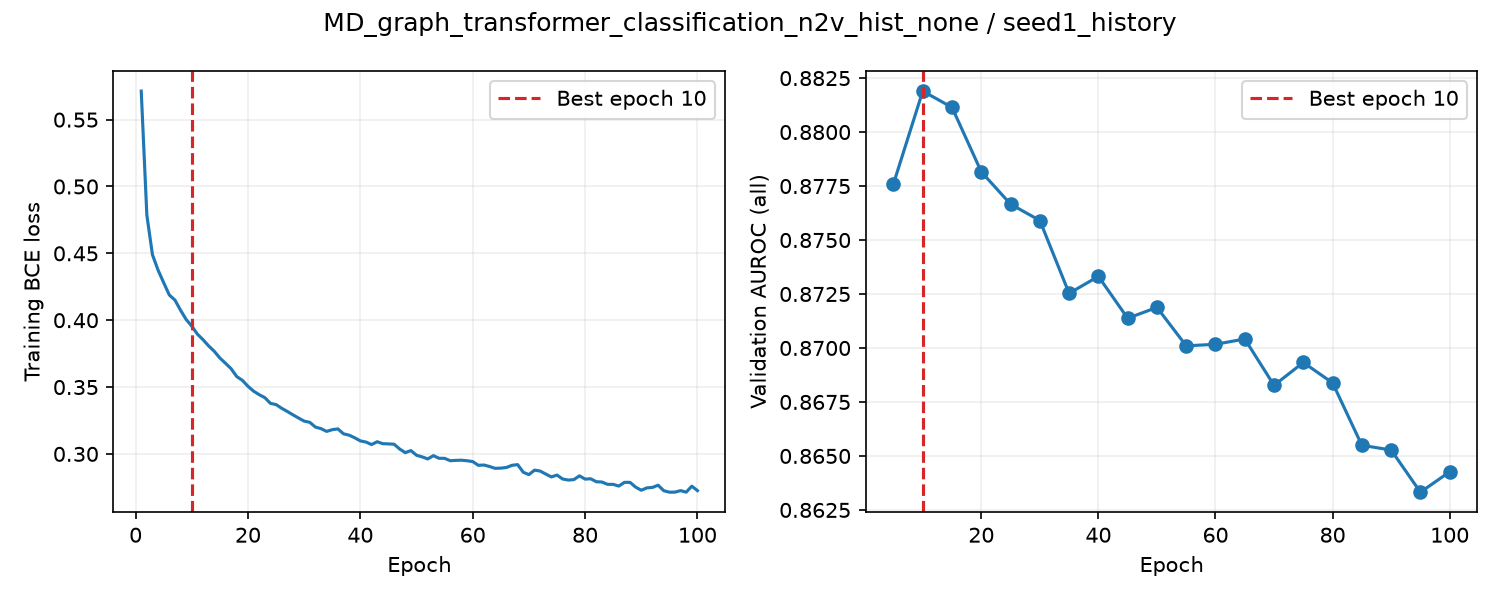 MD_graph_transformer_classification_n2v_hist_none / seed1_history
Training BCE loss
0.55
0.50
0.45
0.40
0.35
0.30
Best epoch 10
0 20 40 60 80 100
Epoch
Validation AUROC (all)
0.8825
0.8800
0.8775
0.8750
0.8725
0.8700
0.8675
0.8650
0.8625
Best epoch 10
20 40 60 80 100
Epoch